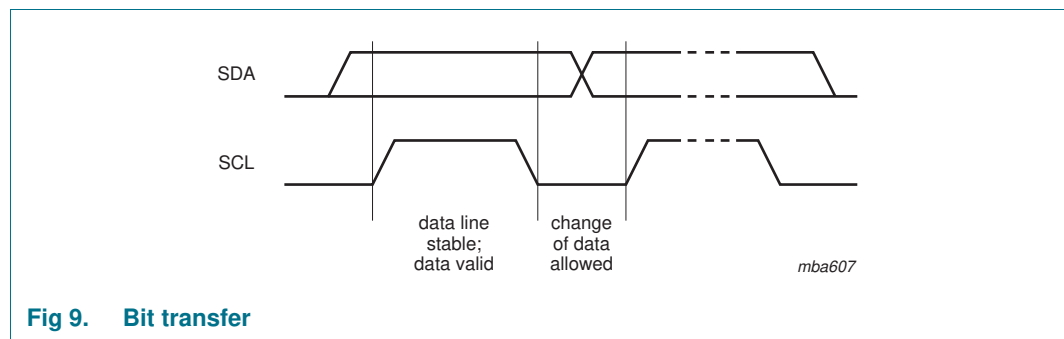 SDA
SCL
data line
stable;
data valid
change
of data
allowed
mba607
Fig 9. Bit transfer